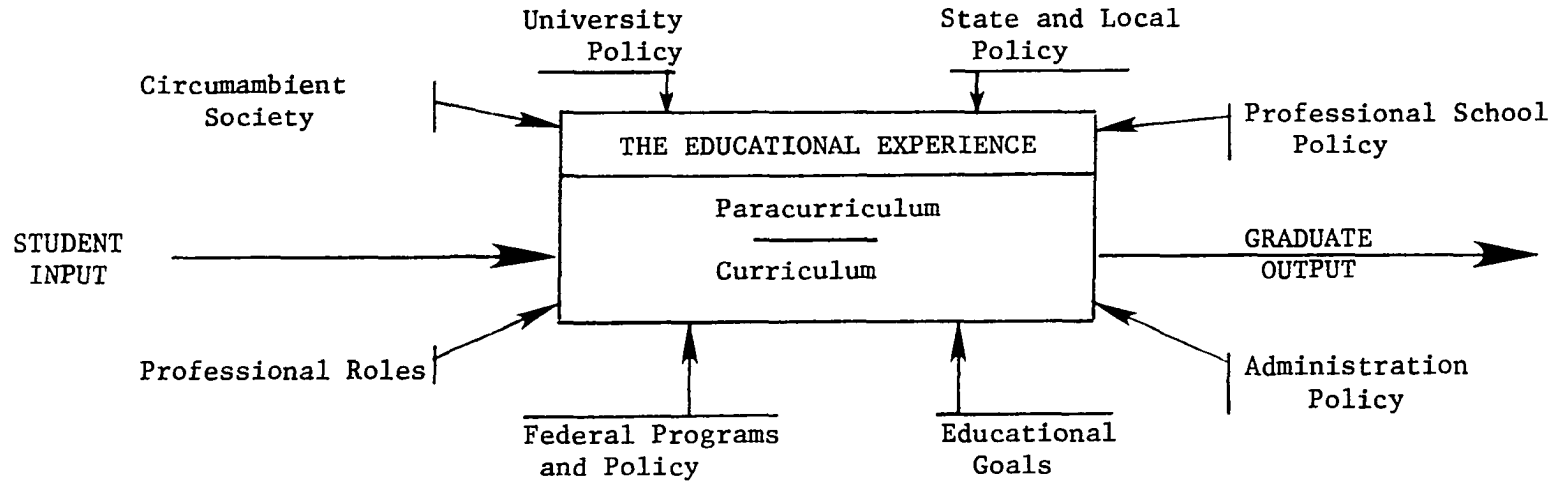 University
Policy
State and Local
Policy
Circumambient
Society
Professional School
Policy
THE EDUCATIONAL EXPERIENCE
Paracurriculum
Curriculum
STUDENT
INPUT
GRADUATE
OUTPUT
Professional Roles
Administration
Policy
Federal Programs
and Policy
Educational
Goals